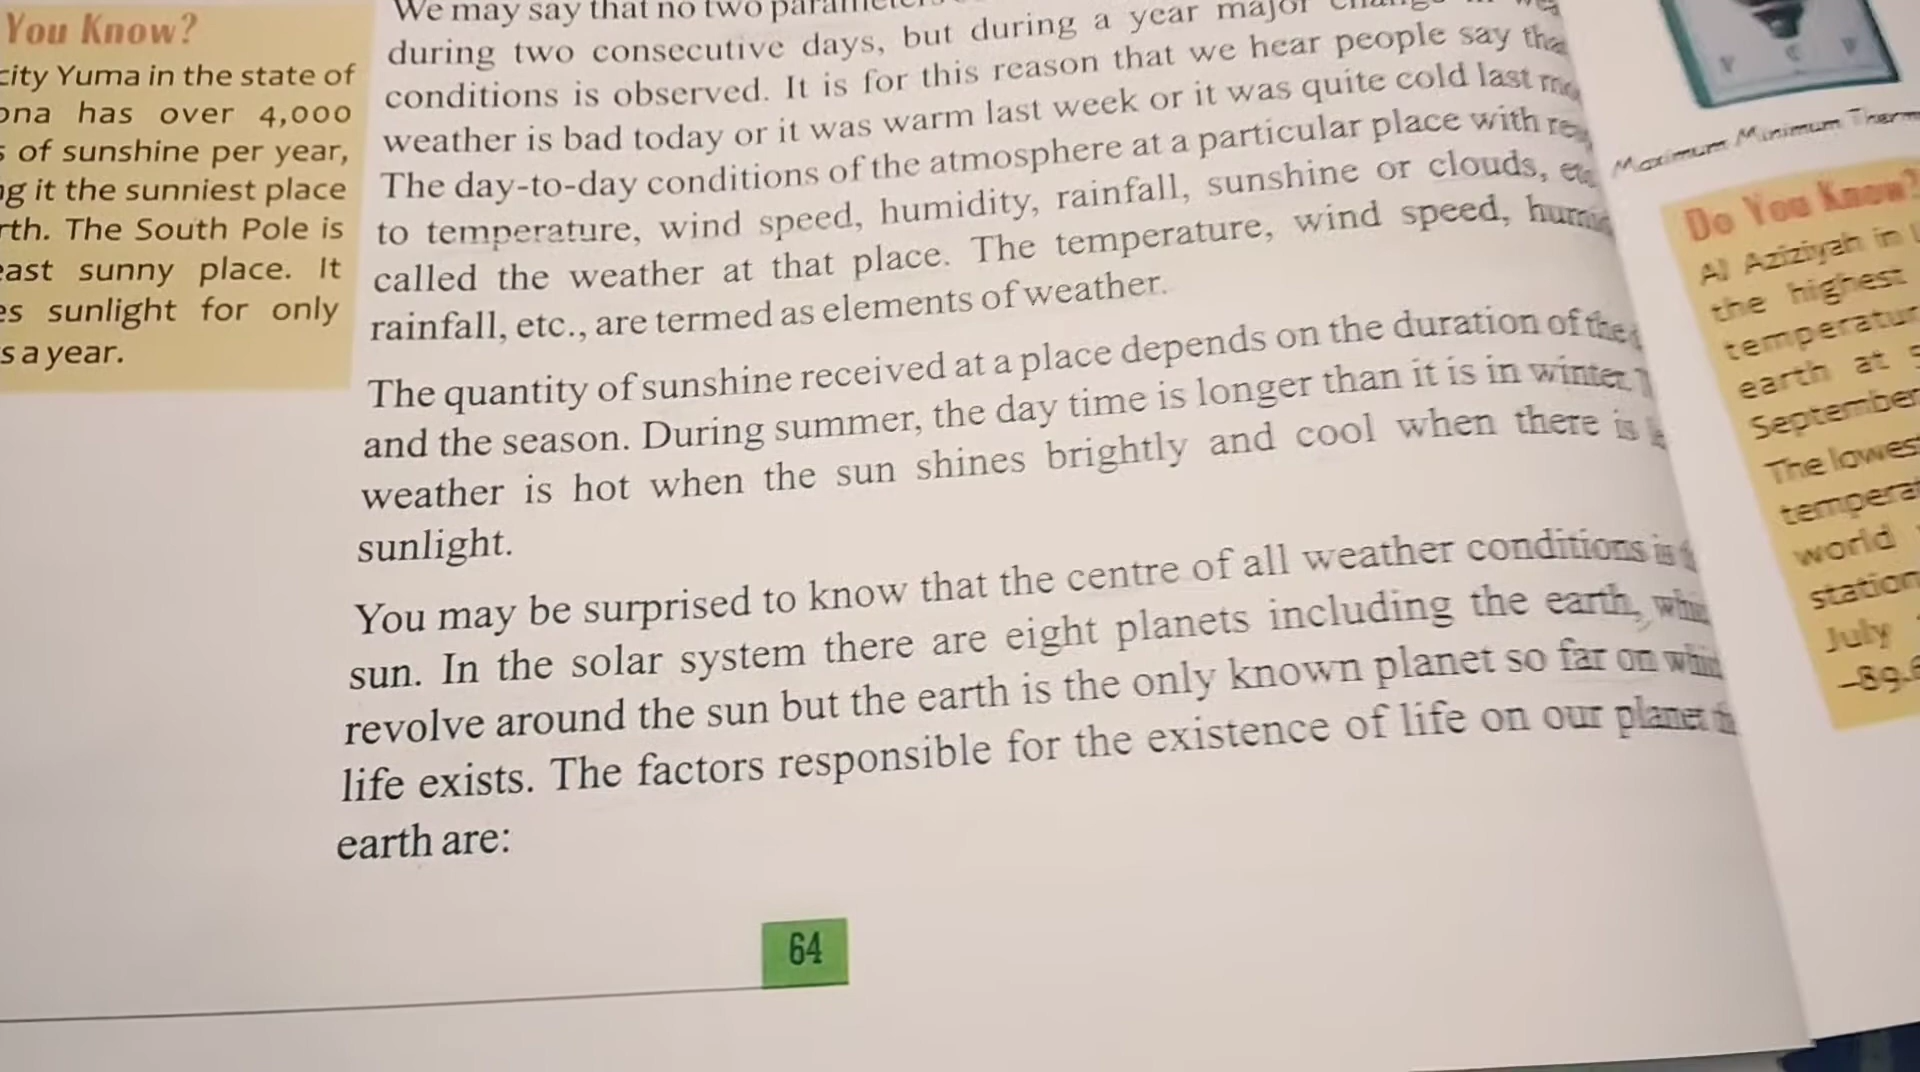 You Know?
city Yuma in the state of
has over 4,000
of sunshine per year,
it the sunniest place
The South Pole is
sunny place. It
sunlight for only
a year.
We may say that no two
during two consecutive days, but during a year major
conditions is observed. It is for this reason that we hear people say
weather is bad today or it was warm last week or it was quite cold last
The day-to-day conditions of the atmosphere at a particular place with
to temperature, wind speed, humidity, rainfall, sunshine or clouds,
called the weather at that place. The temperature, wind speed,
rainfall, etc., are termed as elements of weather.
The quantity of sunshine received at a place depends on the duration of the
and the season. During summer, the day time is longer than it is in winter.
weather is hot when the sun shines brightly and cool when there is
sunlight.
You may be surprised to know that the centre of all weather conditions is
sun. In the solar system there are eight planets including the earth,
revolve around the sun but the earth is the only known planet so far on
life exists. The factors responsible for the existence of life on our planet
earth are:
64
Maximum Minimum
Do You Know?
Al Aziziyah in
the highest
earth at
September
The
world
July